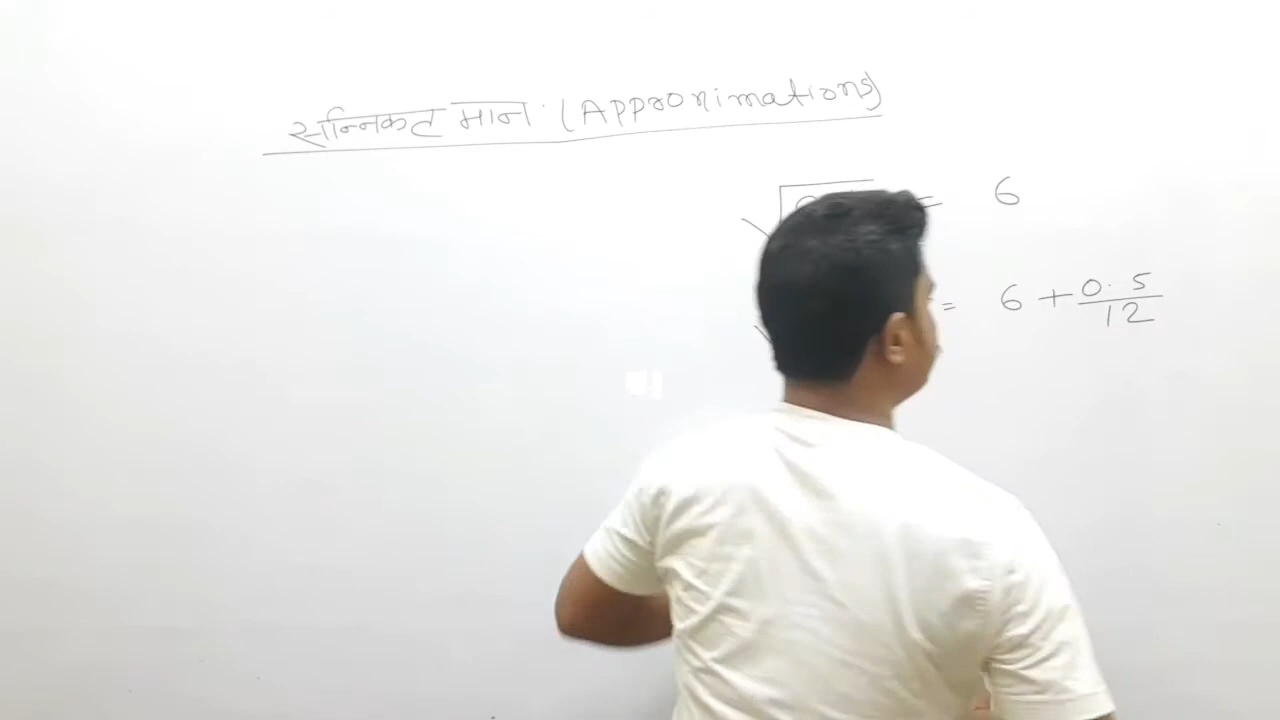 सन्निकट मान (Approximations)
= 6
= 6 + 0.5/12